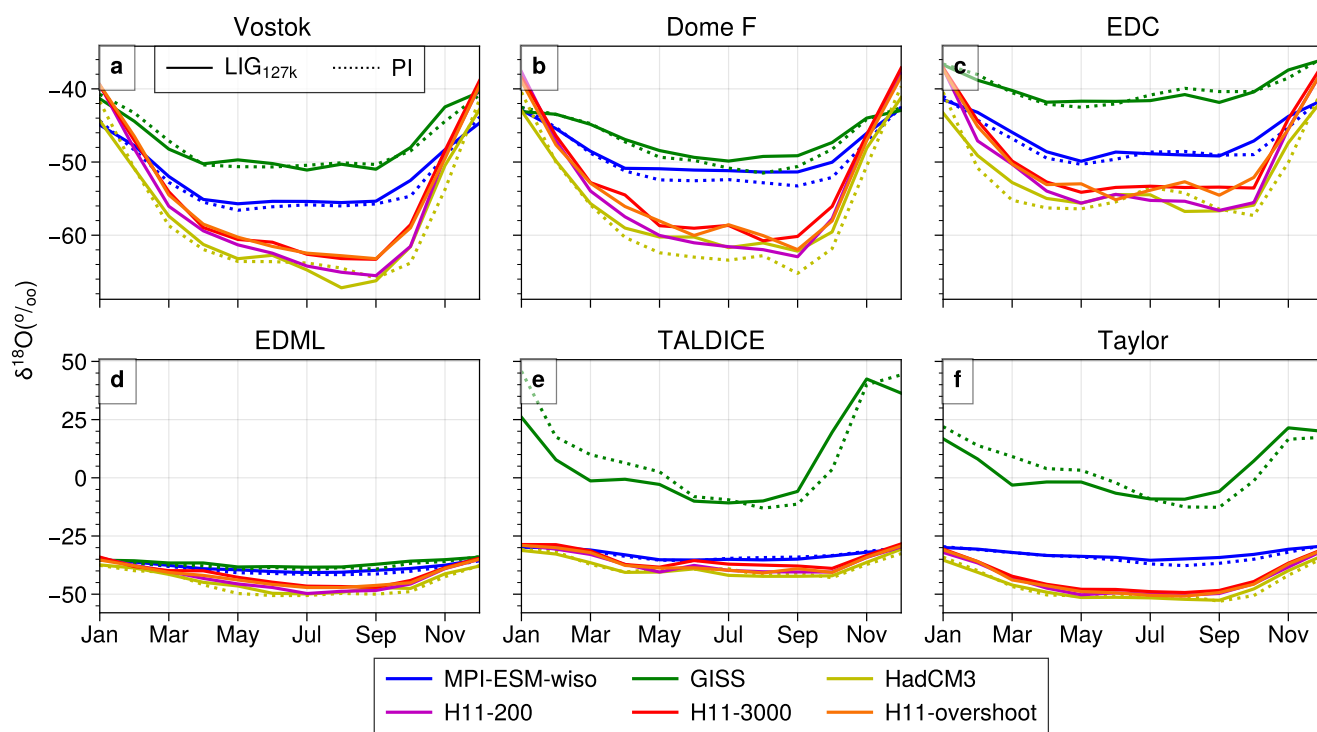 Vostok Dome F EDC
a LIG127k PI b c
−40
−50
−60
δ18O(o/oo)
EDML TALDICE Taylor
d e f
50
25
0
−25
−50
Jan Mar May Jul Sep Nov Jan Mar May Jul Sep Nov Jan Mar May Jul Sep Nov
MPI-ESM-wiso GISS HadCM3
H11-200 H11-3000 H11-overshoot